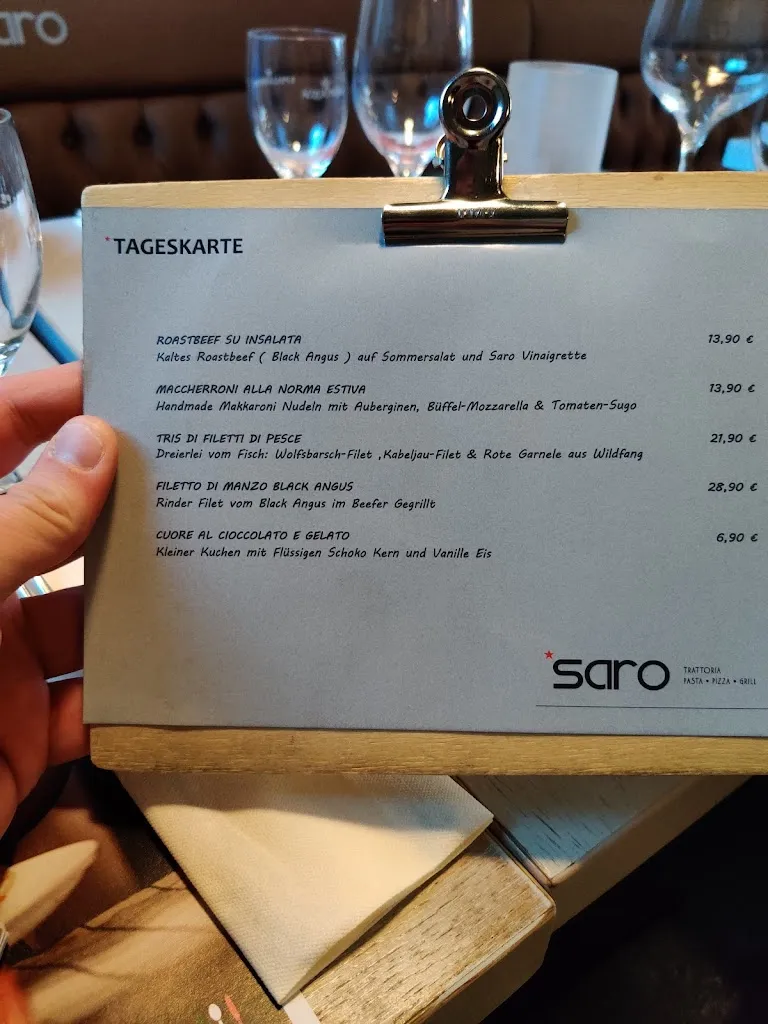 aro
*TAGESKARTE
ROASTBEEF SU INSALATA 13,90 €
Kaltes Roastbeef ( Black Angus ) auf Sommersalat und Saro Vinaigrette
MACCHERRONI ALLA NORMA ESTIVA 13,90 €
Handmade Makkaroni Nudeln mit Auberginen, Büffel-Mozzarella & Tomaten-Sugo
TRIS DI FILETTI DI PESCE 21,90 €
Dreierlei vom Fisch: Wolfsbarsch-Filet ,Kabeljau-Filet & Rote Garnele aus Wildfang
FILETTO DI MANZO BLACK ANGUS 28,90 €
Rinder Filet vom Black Angus im Beefer Gegrillt
CUORE AL CIOCCOLATO E GELATO 6,90 €
Kleiner Kuchen mit Flüssigen Schoko Kern und Vanille Eis
saro
TRATTORIA
PASTA • PIZZA • GRILL